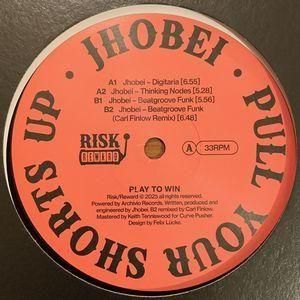 JHOBEI · PULL YOUR SHORTS UP ·
A1 Jhobei – Digitaria [6.55]
A2 Jhobei – Thinking Nodes [5.28]
B1 Jhobei – Beatgroove Funk [5.56]
B2 Jhobei – Beatgroove Funk
(Carl Finlow Remix) [6.48]
RISK
REWARD
A 33RPM
PLAY TO WIN
Risk/Reward © 2025 all rights reserved.
Powered by Archivio Records. Written, produced and
engineered by Jhobei. B2 remixed by Carl Finlow.
Mastered by Keith Tenniswood for Curve Pusher.
Design by Felix Lücke.